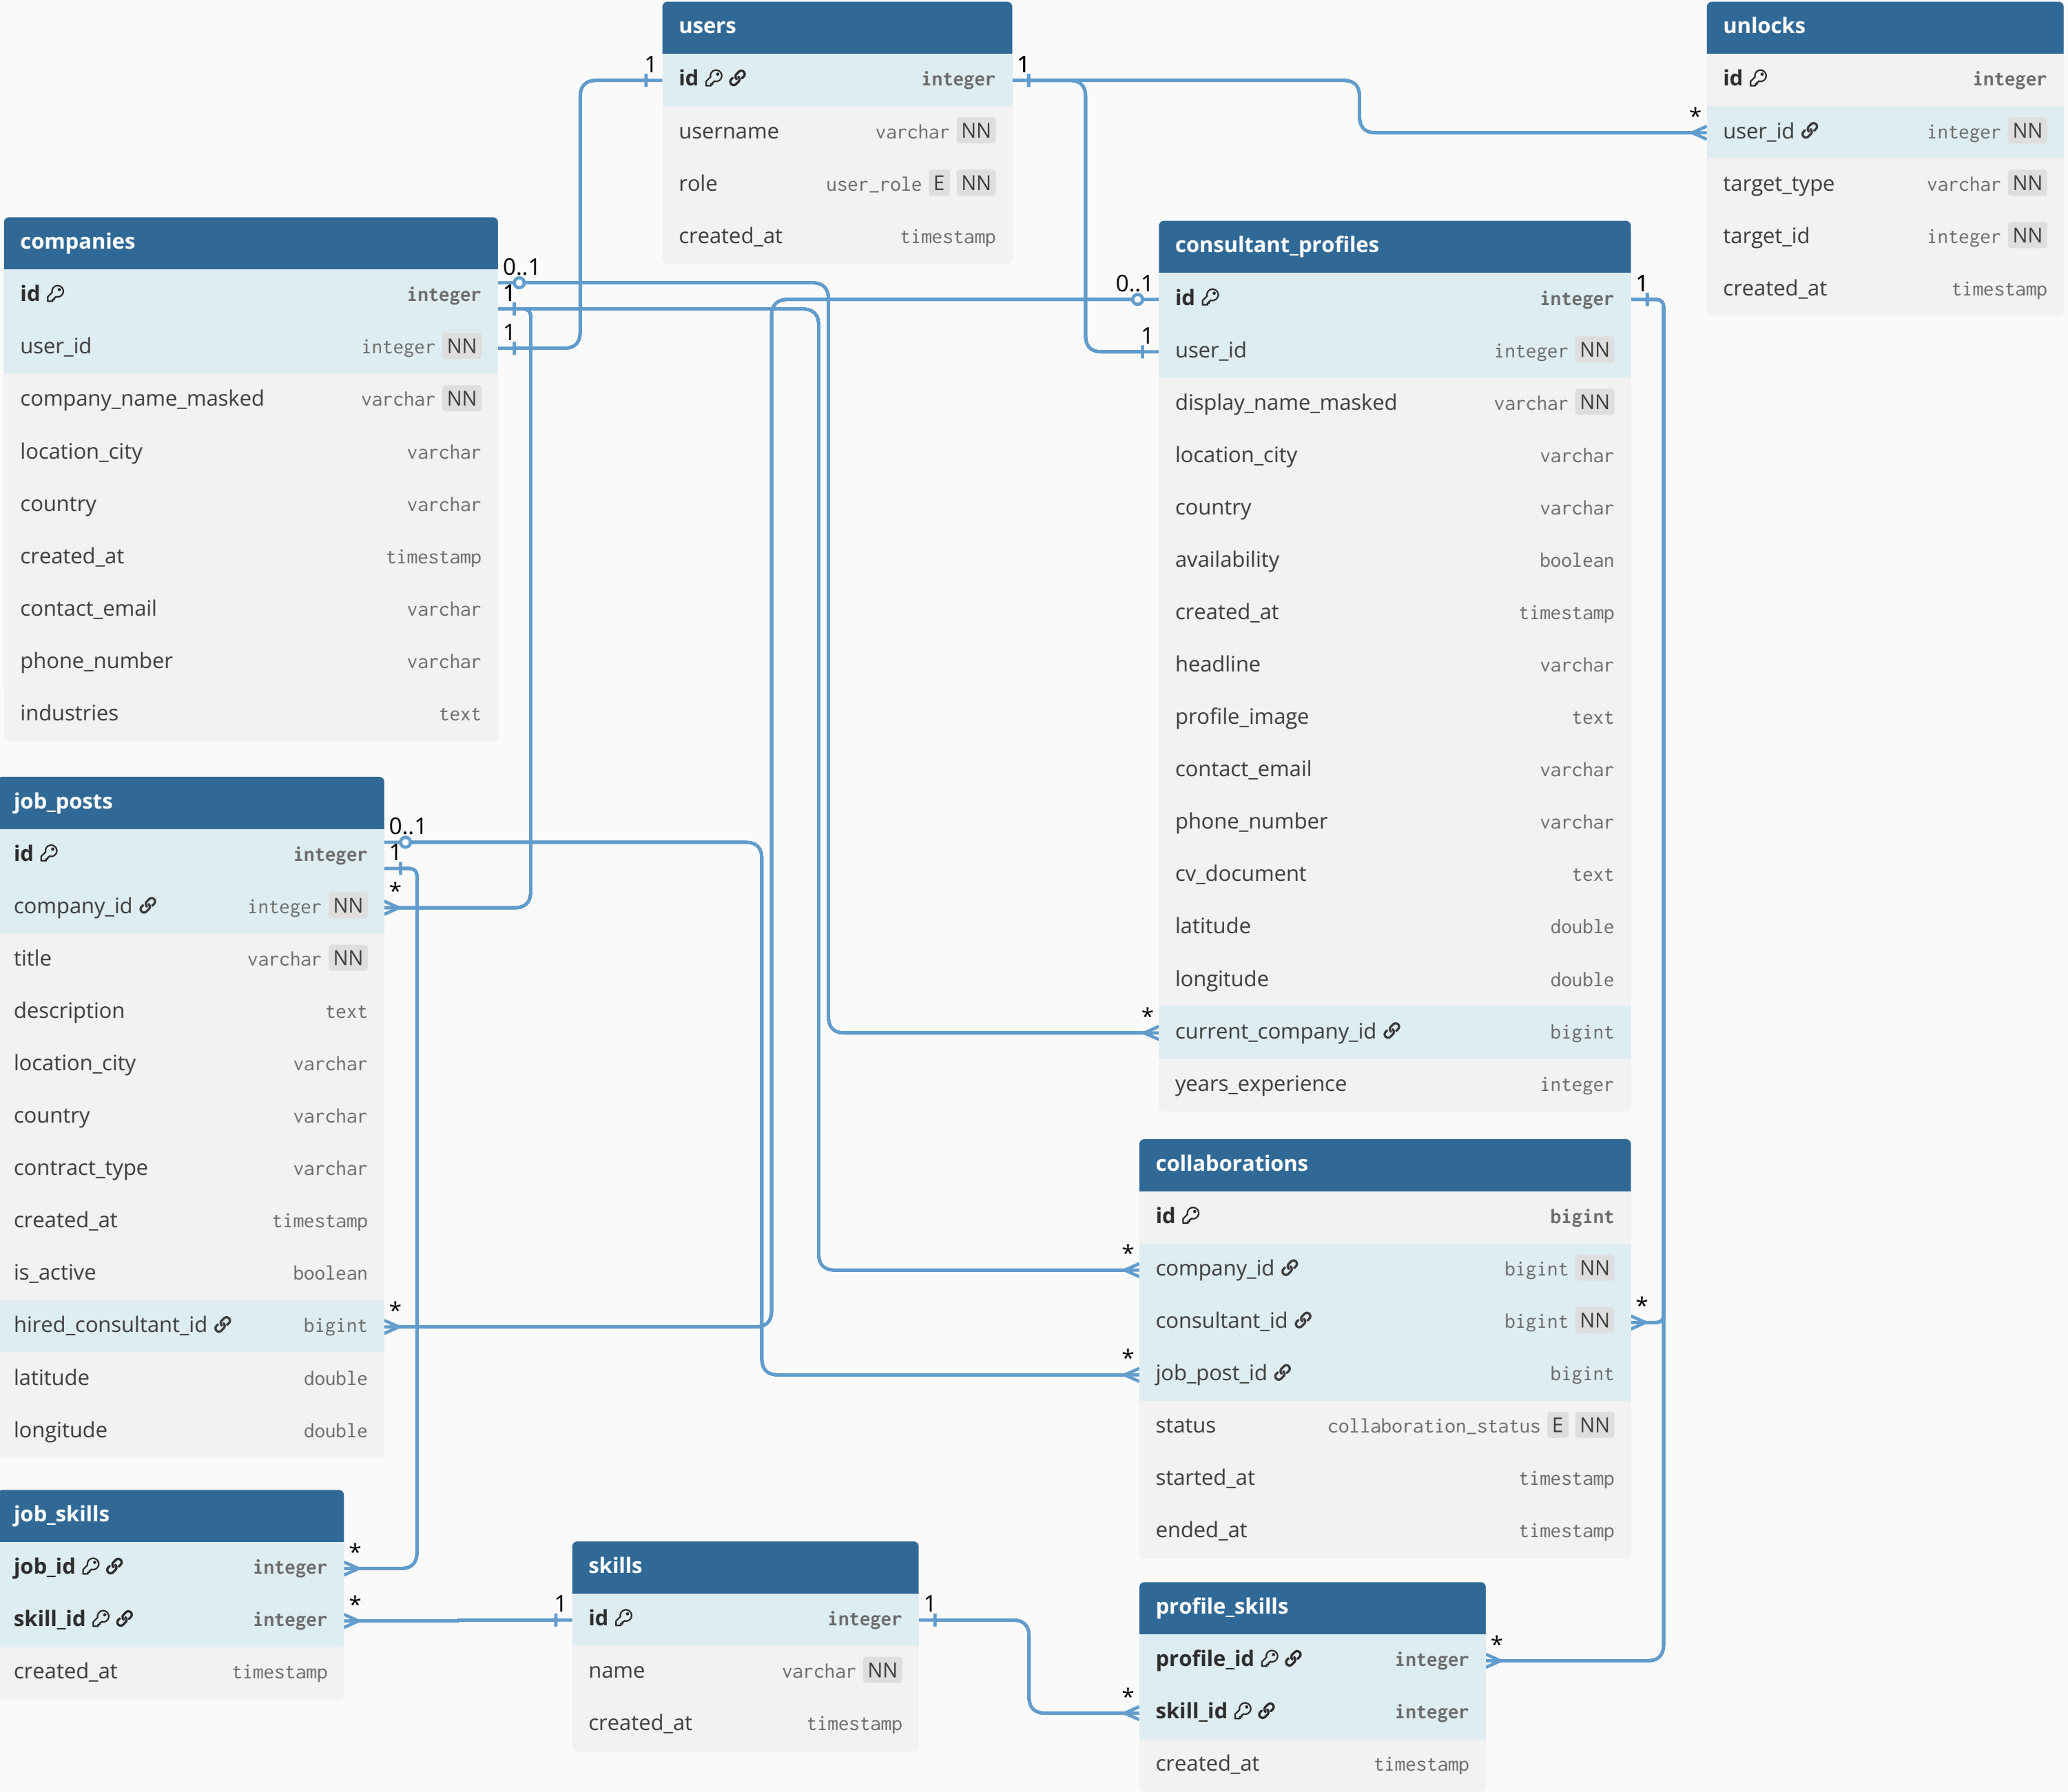 users
id integer
username varchar NN
role user_role E NN
created_at timestamp
1
1
unlocks
id integer
user_id integer NN
target_type varchar NN
target_id integer NN
created_at timestamp
*
companies
id integer
user_id integer NN
company_name_masked varchar NN
location_city varchar
country varchar
created_at timestamp
contact_email varchar
phone_number varchar
industries text
0..1
1
1
consultant_profiles
id integer
user_id integer NN
display_name_masked varchar NN
location_city varchar
country varchar
availability boolean
created_at timestamp
headline varchar
profile_image text
contact_email varchar
phone_number varchar
cv_document text
latitude double
longitude double
current_company_id bigint
years_experience integer
0..1
1
1
*
job_posts
id integer
company_id integer NN
title varchar NN
description text
location_city varchar
country varchar
contract_type varchar
created_at timestamp
is_active boolean
hired_consultant_id bigint
latitude double
longitude double
0..1
1
*
*
collaborations
id bigint
company_id bigint NN
consultant_id bigint NN
job_post_id bigint
status collaboration_status E NN
started_at timestamp
ended_at timestamp
*
*
*
job_skills
job_id integer
skill_id integer
created_at timestamp
*
*
skills
id integer
name varchar NN
created_at timestamp
1
1
profile_skills
profile_id integer
skill_id integer
created_at timestamp
*
*